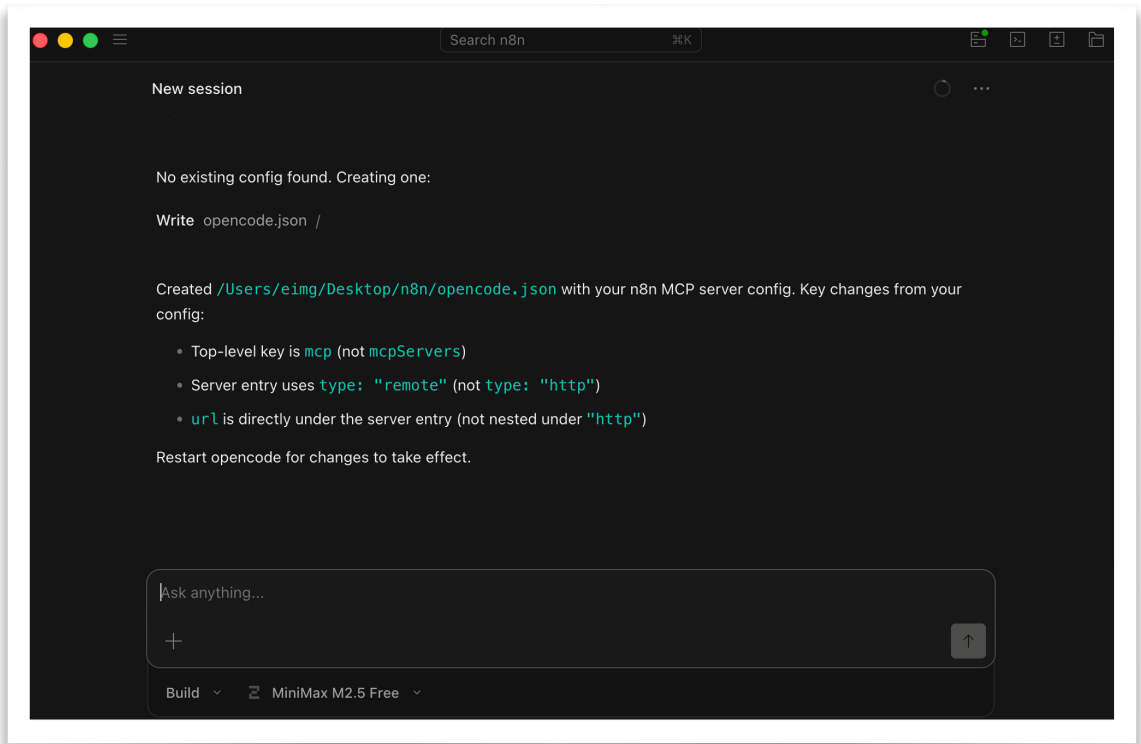 Search n8n ⌘K
New session
No existing config found. Creating one:
Write opencode.json /
Created /Users/eimg/Desktop/n8n/opencode.json with your n8n MCP server config. Key changes from your
config:
• Top-level key is mcp (not mcpServers)
• Server entry uses type: "remote" (not type: "http")
• url is directly under the server entry (not nested under "http")
Restart opencode for changes to take effect.
Ask anything...
Build MiniMax M2.5 Free